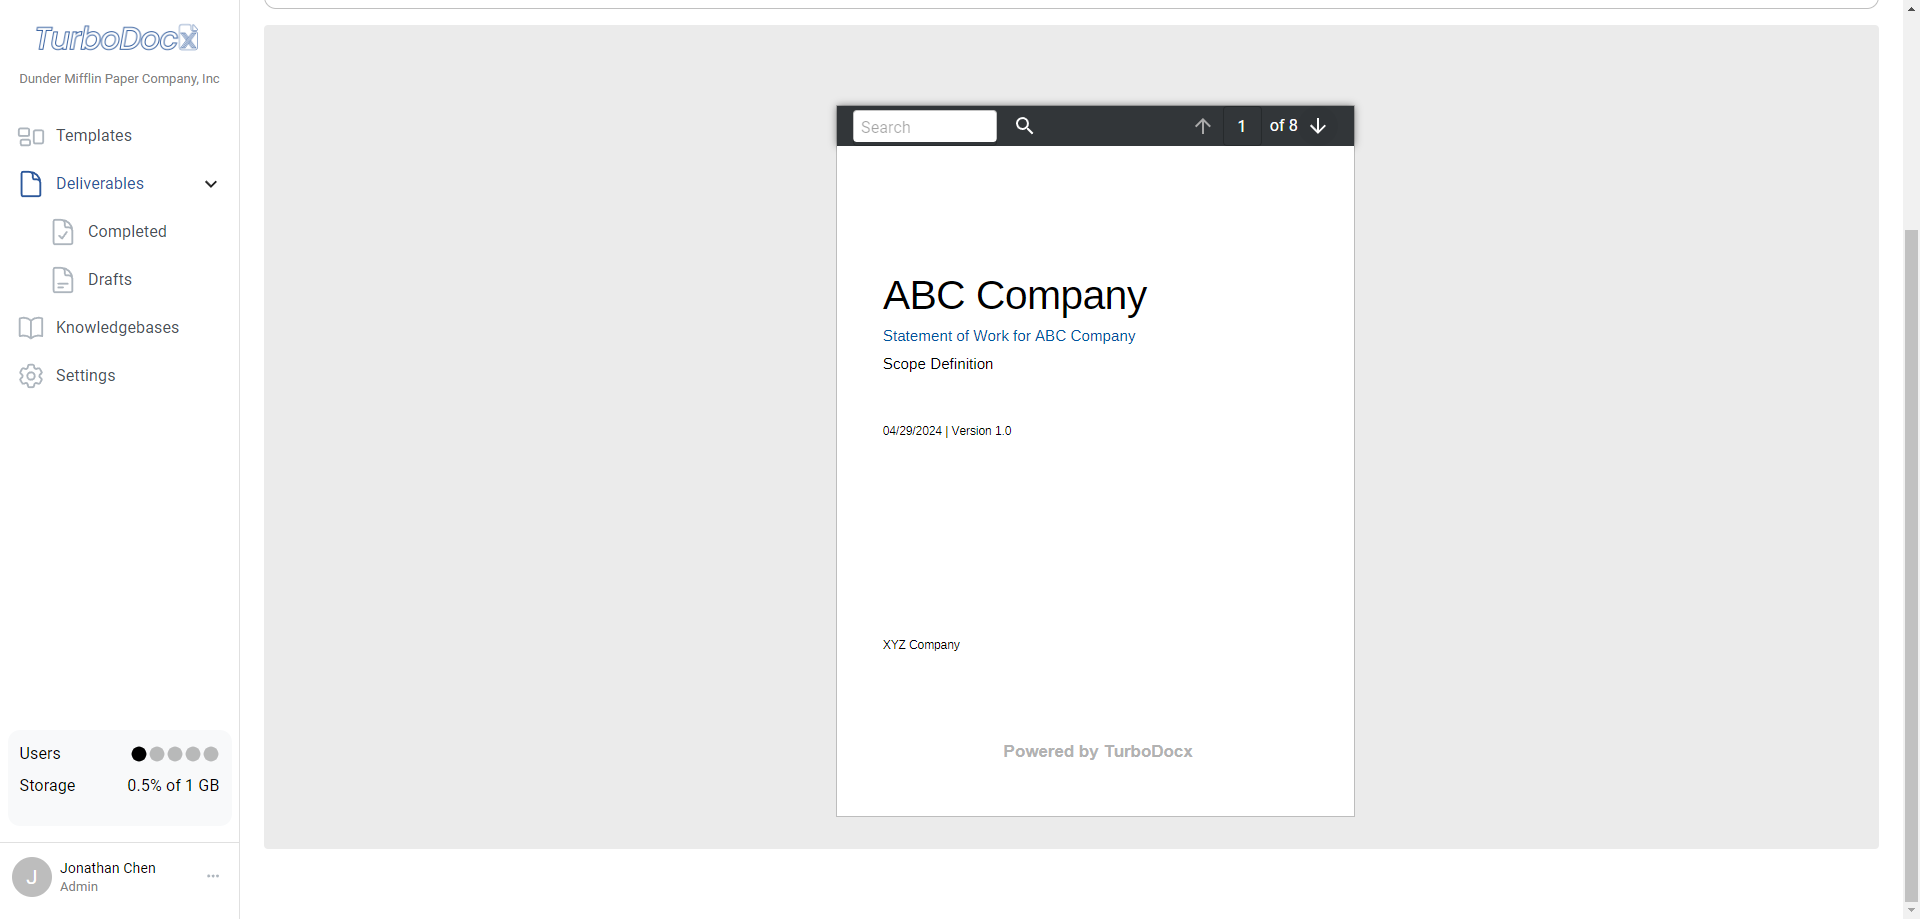 TurboDocx
Dunder Mifflin Paper Company, Inc
Templates
Deliverables
Completed
Drafts
Knowledgebases
Settings
Users
Storage 0.5% of 1 GB
J
Jonathan Chen
Admin
Search 1 of 8
ABC Company
Statement of Work for ABC Company
Scope Definition
04/29/2024 | Version 1.0
XYZ Company
Powered by TurboDocx